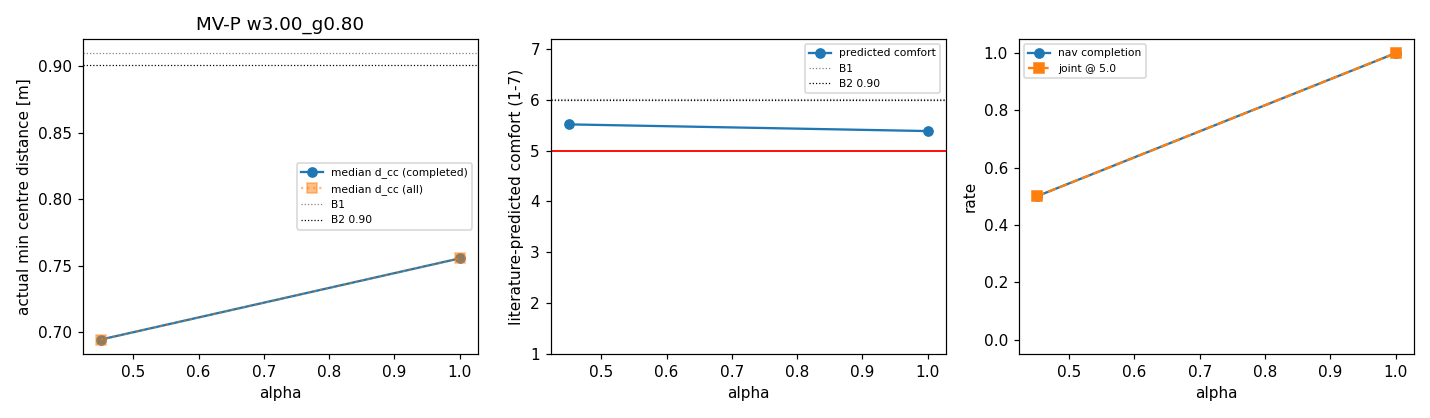 MV-P w3.00_g0.80
actual min centre distance [m]
0.90
0.85
0.80
0.75
0.70
median d_cc (completed)
median d_cc (all)
B1
B2 0.90
0.5 0.6 0.7 0.8 0.9 1.0
alpha
literature-predicted comfort (1-7)
7
6
5
4
3
2
1
predicted comfort
B1
B2 0.90
0.5 0.6 0.7 0.8 0.9 1.0
alpha
rate
1.0
0.8
0.6
0.4
0.2
0.0
nav completion
joint @ 5.0
0.5 0.6 0.7 0.8 0.9 1.0
alpha